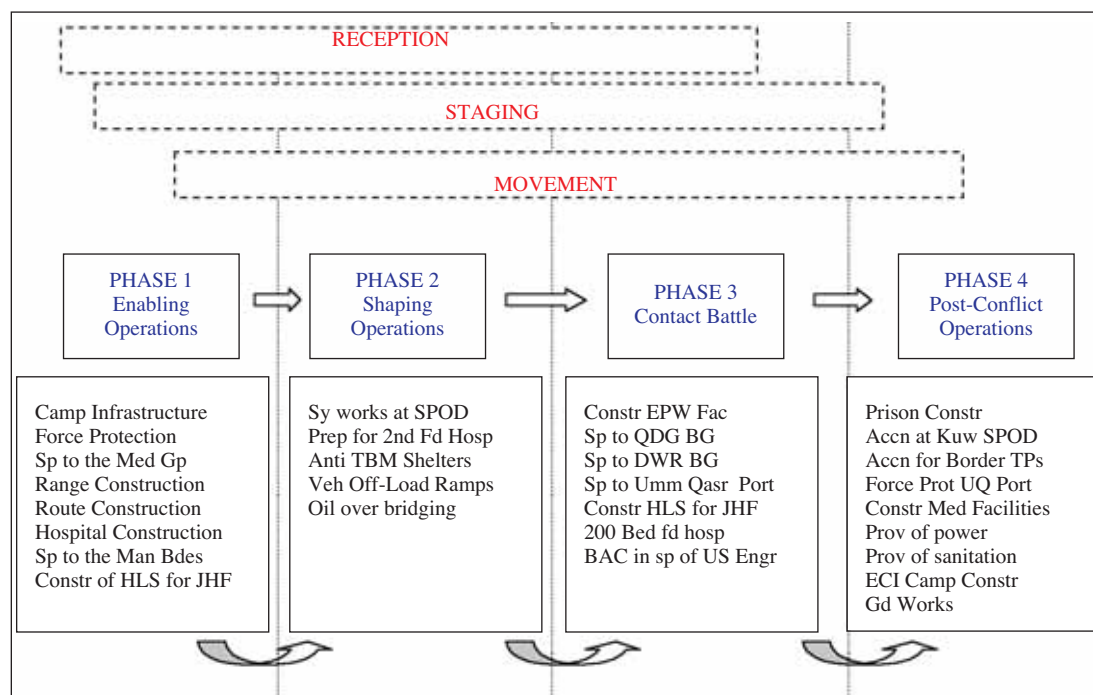 RECEPTION
STAGING
MOVEMENT
PHASE 1
Enabling
Operations
PHASE 2
Shaping
Operations
PHASE 3
Contact Battle
PHASE 4
Post-Conflict
Operations
Camp Infrastructure
Force Protection
Sp to the Med Gp
Range Construction
Route Construction
Hospital Construction
Sp to the Man Bdes
Constr of HLS for JHF
Sy works at SPOD
Prep for 2nd Fd Hosp
Anti TBM Shelters
Veh Off-Load Ramps
Oil over bridging
Constr EPW Fac
Sp to QDG BG
Sp to DWR BG
Sp to Umm Qasr Port
Constr HLS for JHF
200 Bed fd hosp
BAC in sp of US Engr
Prison Constr
Accn at Kuw SPOD
Accn for Border TPs
Force Prot UQ Port
Constr Med Facilities
Prov of power
Prov of sanitation
ECI Camp Constr
Gd Works